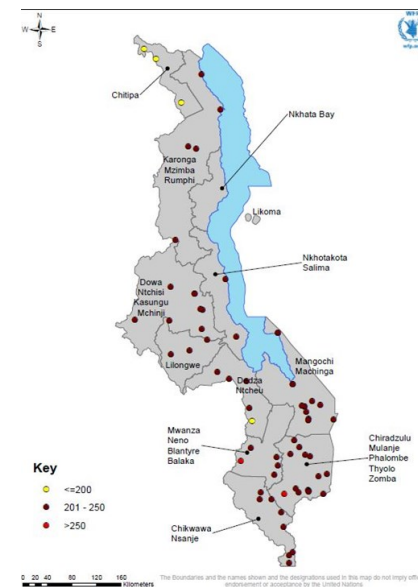 N
W E
S
wfp.org
Chitipa
Nkhata Bay
Karonga
Mzimba
Rumphi
Likoma
Nkhotakota
Salima
Dowa
Ntchisi
Kasungu
Mchinji
Lilongwe
Mangochi
Machinga
Dedza
Ntcheu
Mwanza
Neno
Blantyre
Balaka
Chiradzulu
Mulanje
Phalombe
Thyolo
Zomba
Key
<=200
201 - 250
>250
Chikwawa
Nsanje
0 20 40 80 120 160
Kilometers
The Boundaries and the names shown and the designations used in this map do not imply
endorsement or acceptance by the United Nations.